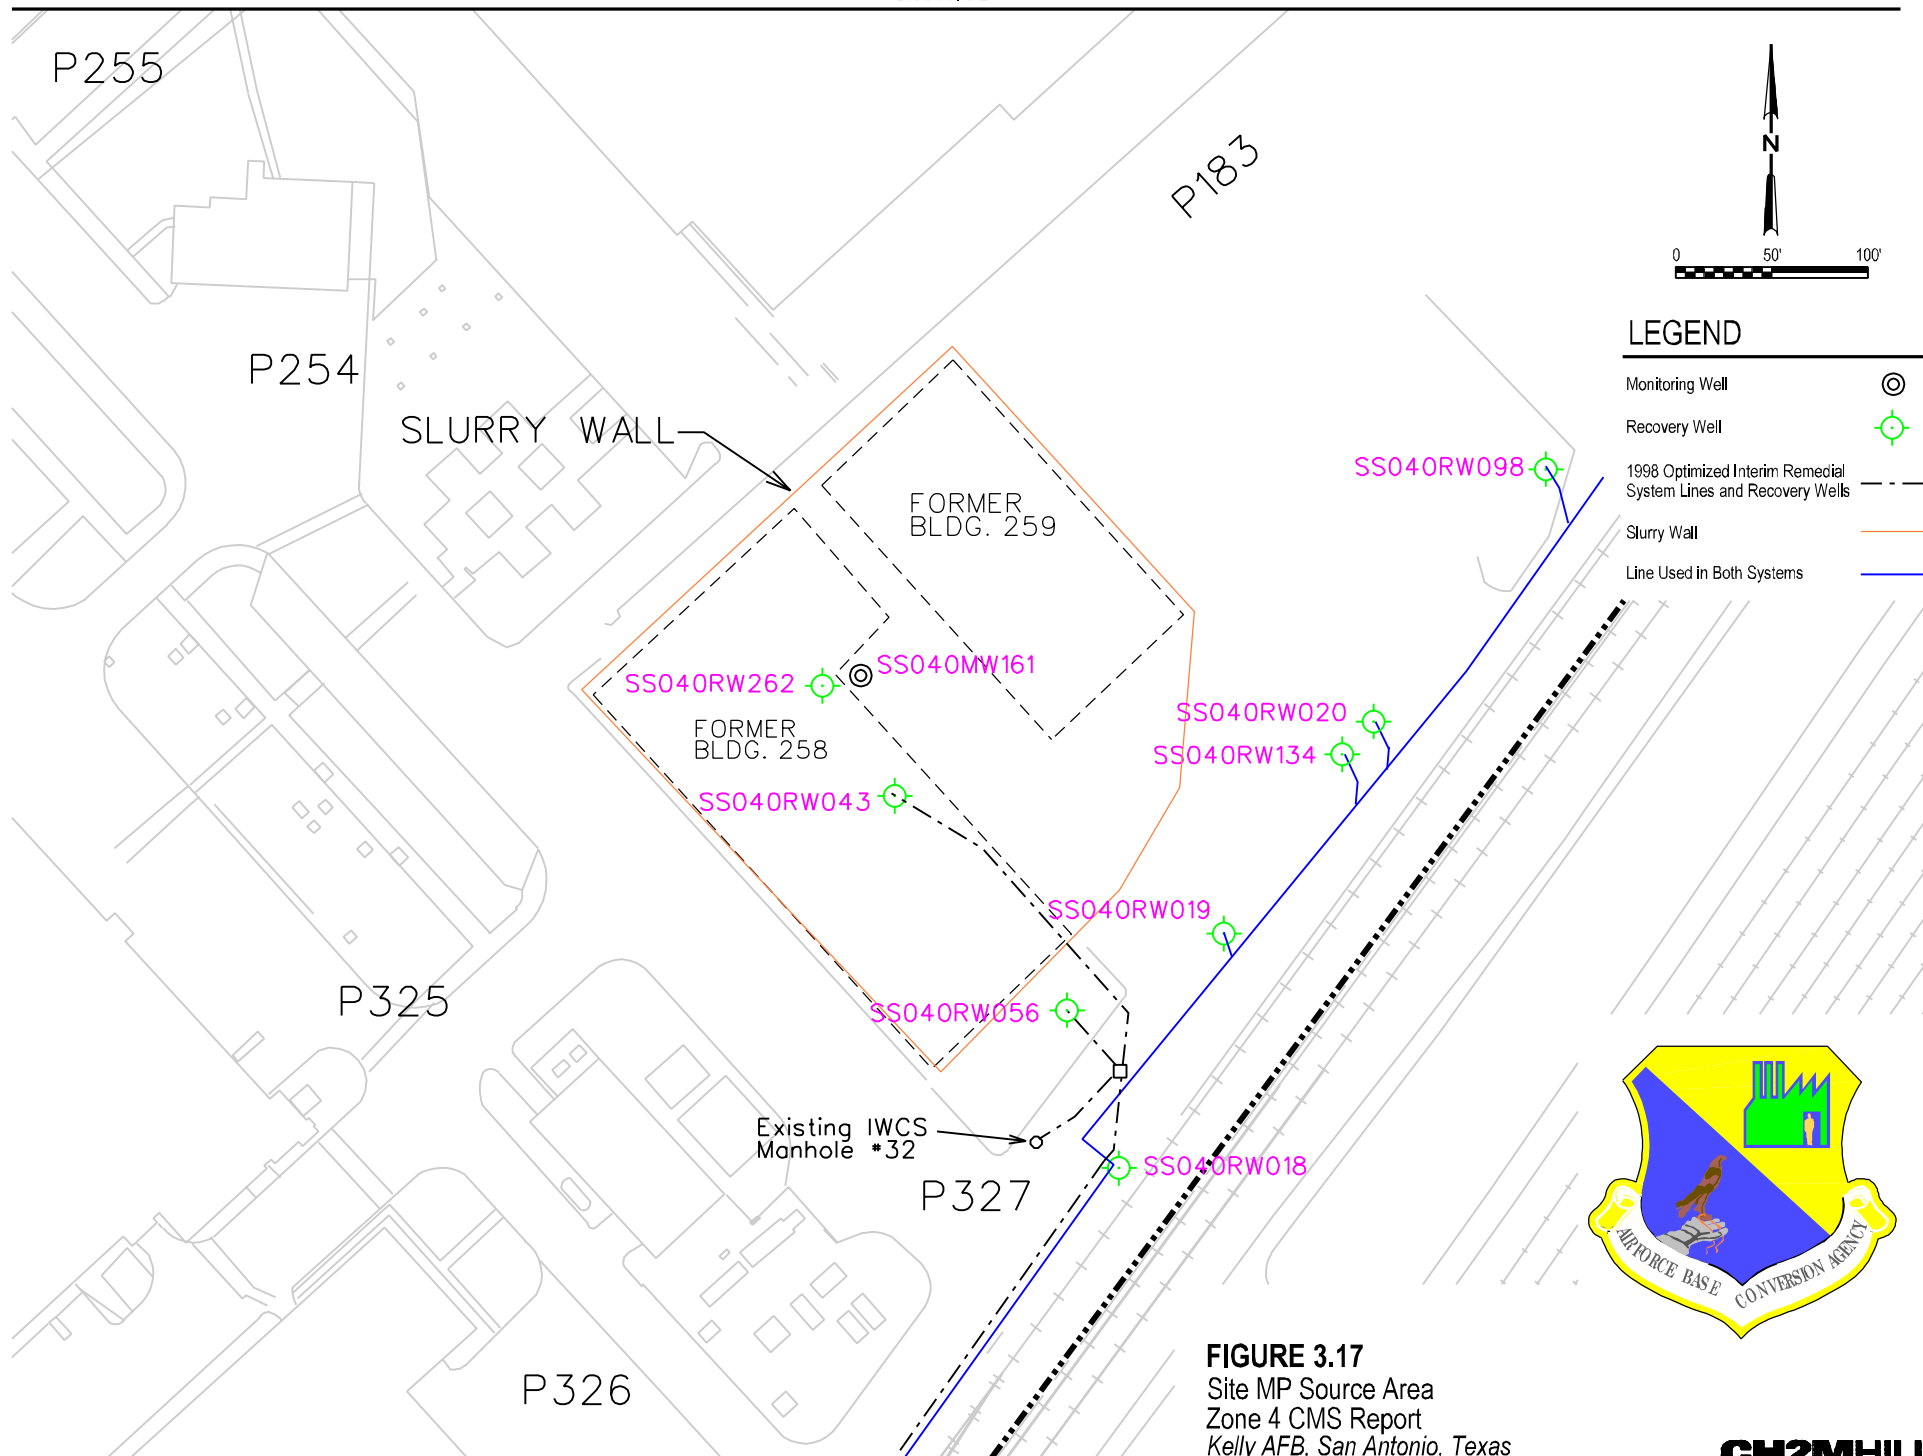 P255
P183
N
0 50' 100'
LEGEND
Monitoring Well
Recovery Well
1998 Optimized Interim Remedial
System Lines and Recovery Wells
Slurry Wall
Line Used in Both Systems
P254
SLURRY WALL
FORMER
BLDG. 259
SS040RW098
SS040MW161
SS040RW262
FORMER
BLDG. 258
SS040RW020
SS040RW134
SS040RW043
SS040RW019
P325
SS040RW056
Existing IWCS
Manhole #32
SS040RW018
P327
P326
AIR FORCE BASE CONVERSION AGENCY
FIGURE 3.17
Site MP Source Area
Zone 4 CMS Report
Kelly AFB, San Antonio, Texas